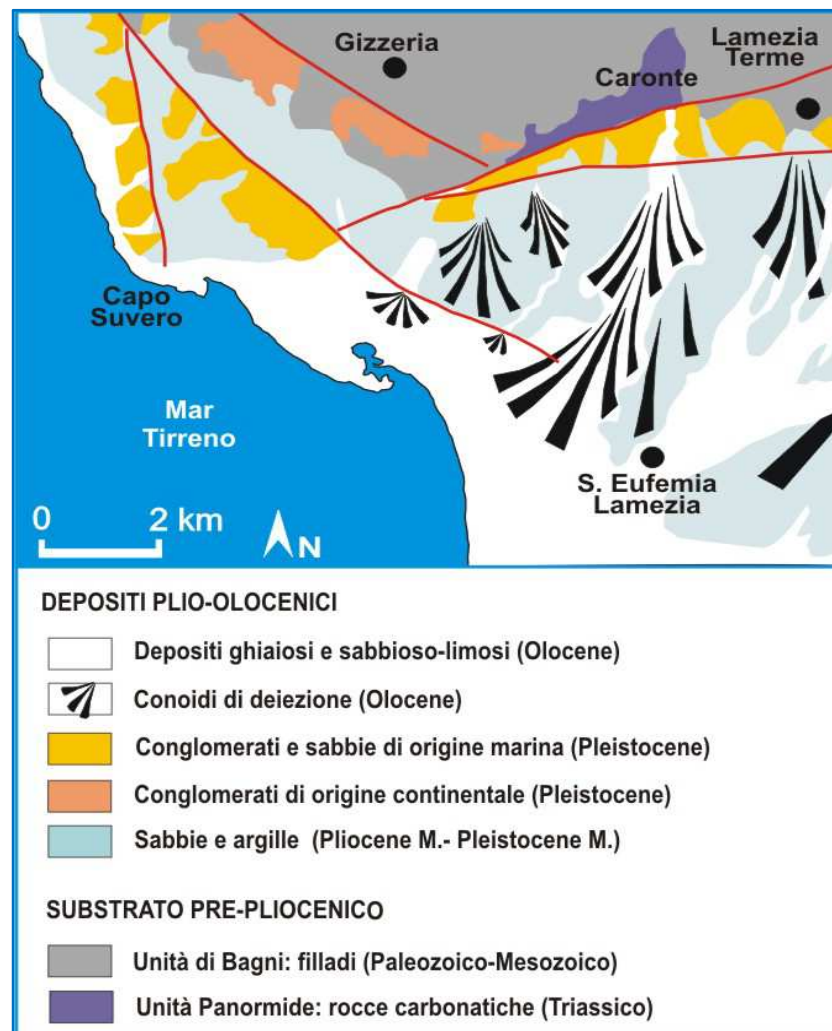 Gizzeria
Lamezia
Terme
Caronte
Capo
Suvero
Mar
Tirreno
S. Eufemia
Lamezia
0 2 km
N
DEPOSITI PLIO-OLOCENICI
Depositi ghiaiosi e sabbioso-limosi (Olocene)
Conoidi di deiezione (Olocene)
Conglomerati e sabbie di origine marina (Pleistocene)
Conglomerati di origine continentale (Pleistocene)
Sabbie e argille (Pliocene M.- Pleistocene M.)
SUBSTRATO PRE-PLIOCENICO
Unità di Bagni: filladi (Paleozoico-Mesozoico)
Unità Panormide: rocce carbonatiche (Triassico)